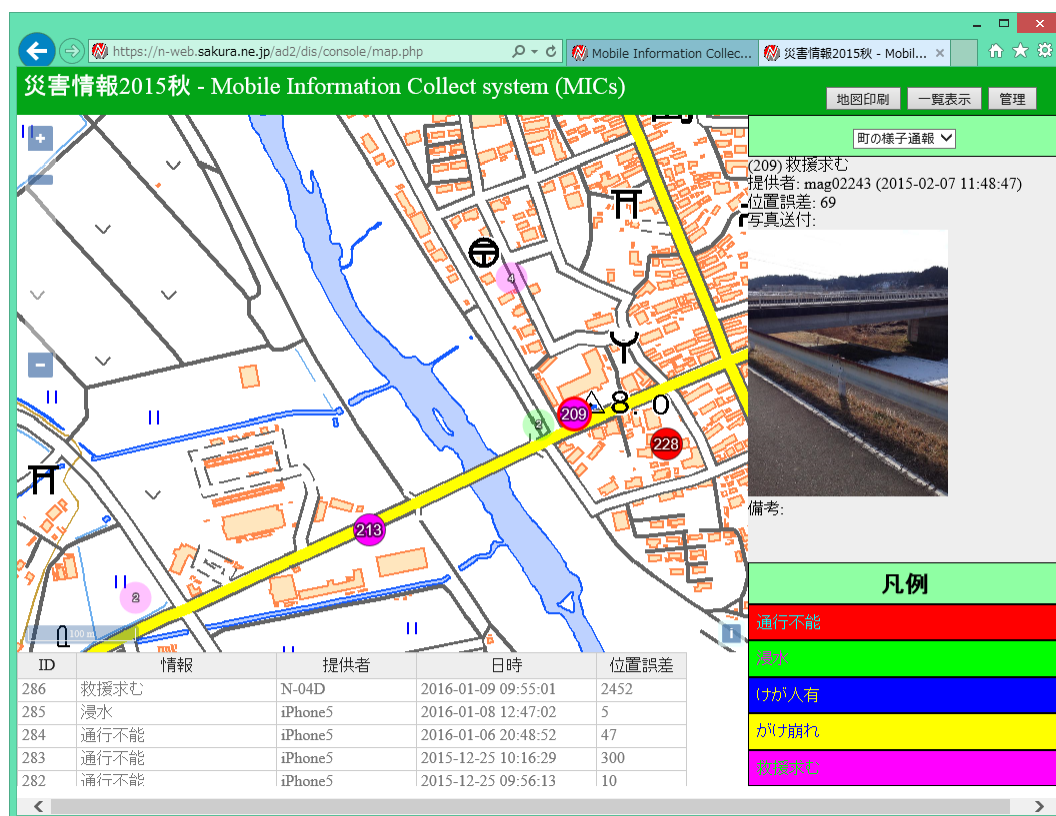 https://n-web.sakura.ne.jp/ad2/dis/console/map.php
Mobile Information Collec...
災害情報2015秋 - Mobil...
災害情報2015秋 - Mobile Information Collect system (MICs)
地図印刷 一覧表示 管理
町の様子通報
(209) 救援求む
提供者: mag02243 (2015-02-07 11:48:47)
位置誤差: 69
写真送付:
備考:
4
2
209
8.0
228
213
2
100 m
凡例
通行不能
浸水
けが人有
がけ崩れ
救援求む
ID 情報 提供者 日時 位置誤差
286 救援求む N-04D 2016-01-09 09:55:01 2452
285 浸水 iPhone5 2016-01-08 12:47:02 5
284 通行不能 iPhone5 2016-01-06 20:48:52 47
283 通行不能 iPhone5 2015-12-25 10:16:29 300
282 通行不能 iPhone5 2015-12-25 09:56:13 10